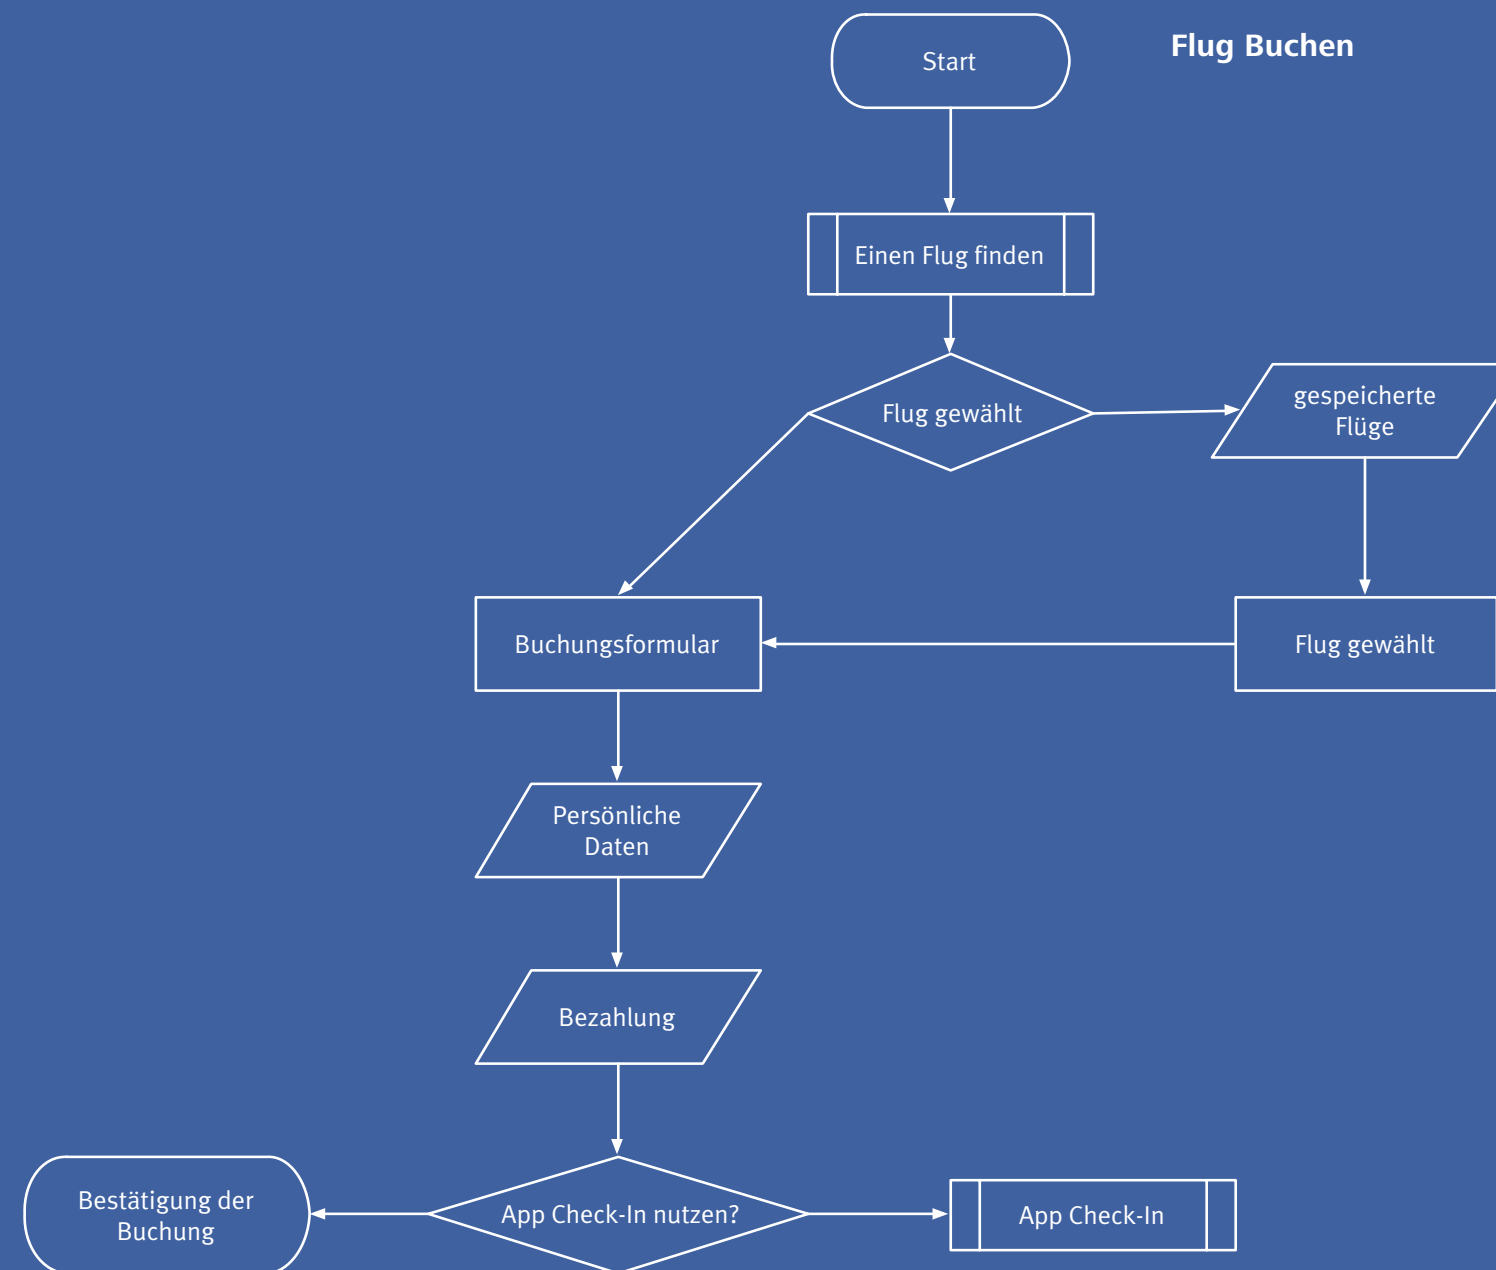 Flug Buchen
Start
Einen Flug finden
Flug gewählt
gespeicherte
Flüge
Buchungsformular
Flug gewählt
Persönliche
Daten
Bezahlung
Bestätigung der
Buchung
App Check-In nutzen?
App Check-In